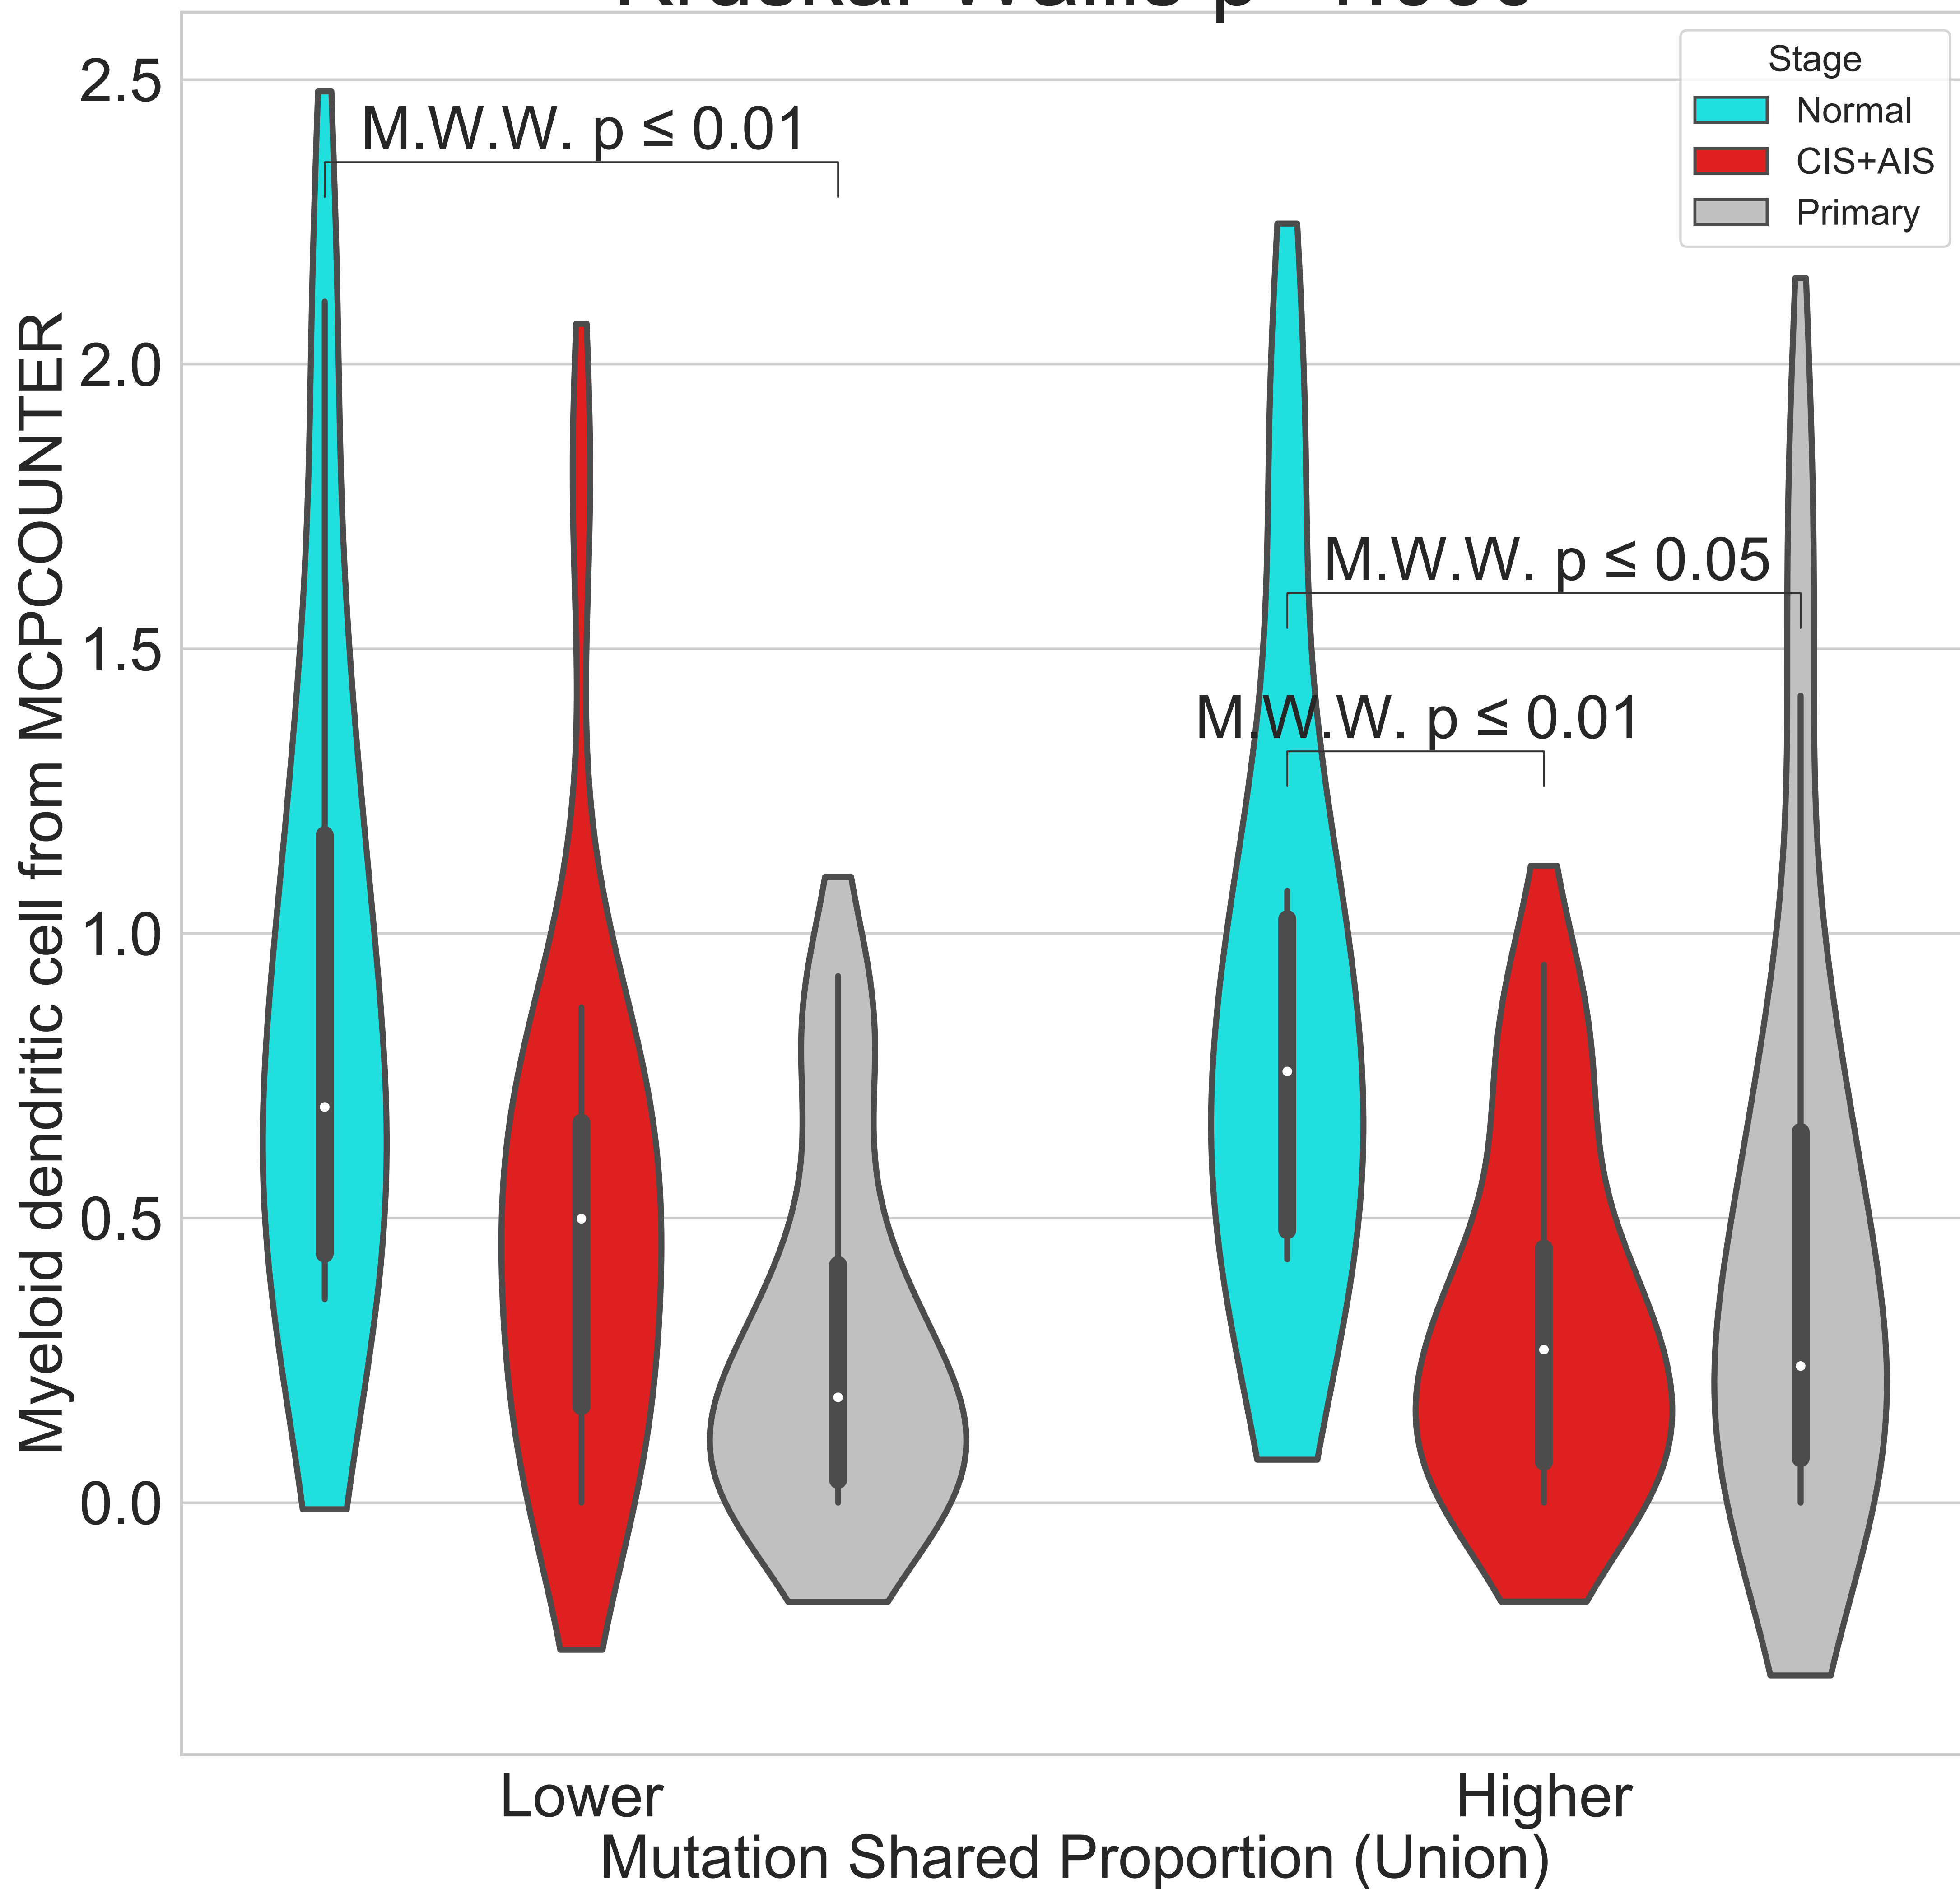 Stage
Normal
CIS+AIS
Primary
2.5
2.0
1.5
1.0
0.5
0.0
Myeloid dendritic cell from MCPCOUNTER
M.W.W. p ≤ 0.01
M.W.W. p ≤ 0.05
M.W.W. p ≤ 0.01
Lower
Higher
Mutation Shared Proportion (Union)